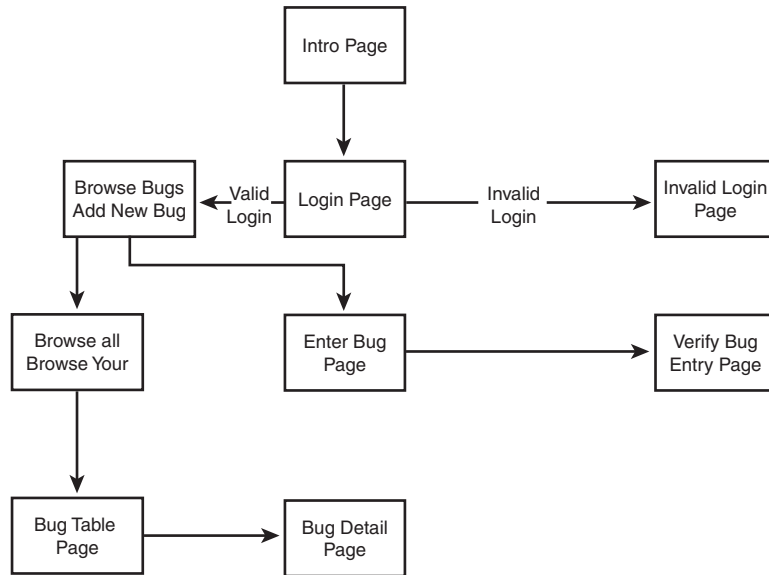 Intro Page
Browse Bugs
Add New Bug
Valid
Login
Login Page
Invalid
Login
Invalid Login
Page
Browse all
Browse Your
Enter Bug
Page
Verify Bug
Entry Page
Bug Table
Page
Bug Detail
Page